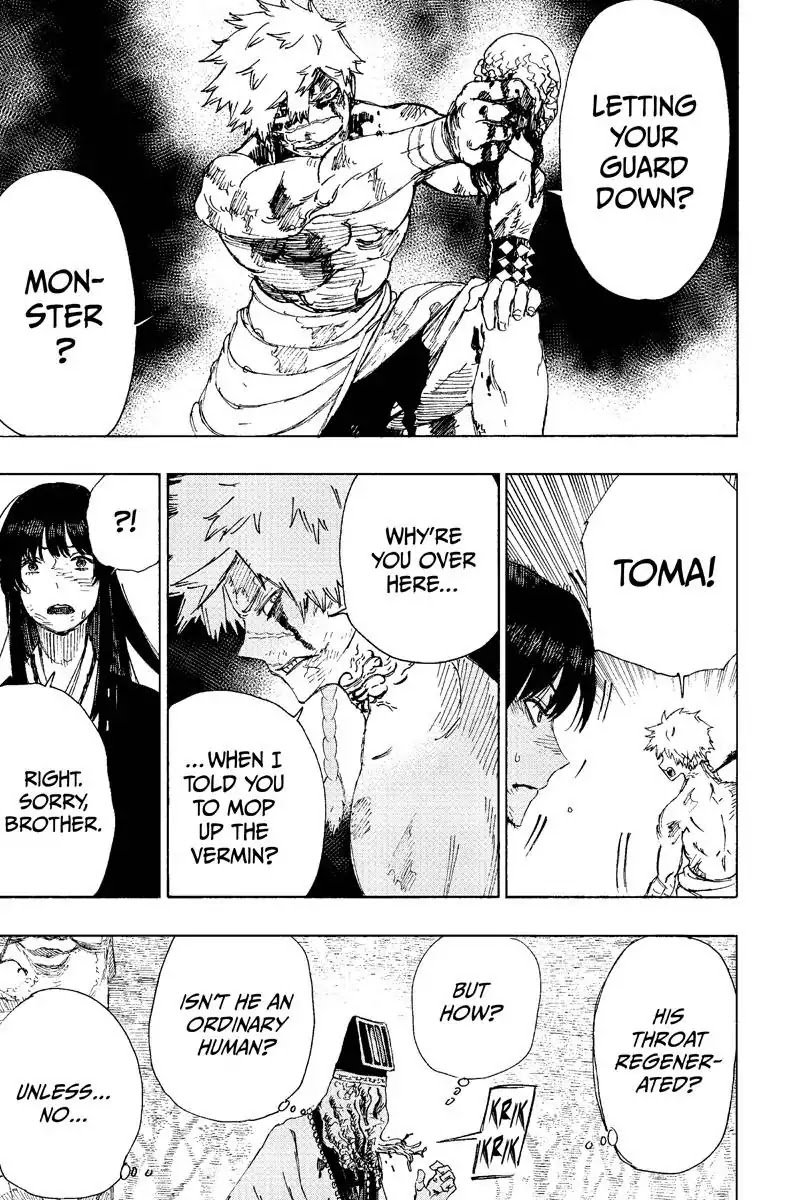 LETTING
YOUR
GUARD
DOWN?
MON-
STER
?
TOMA!
WHY'RE
YOU OVER
HERE...
...WHEN I
TOLD YOU
TO MOP
UP THE
VERMIN?
?!
RIGHT.
SORRY,
BROTHER.
HIS
THROAT
REGENER-
ATED?
BUT
HOW?
KRIK
KRIK
ISN'T HE AN
ORDINARY
HUMAN?
UNLESS...
NO...